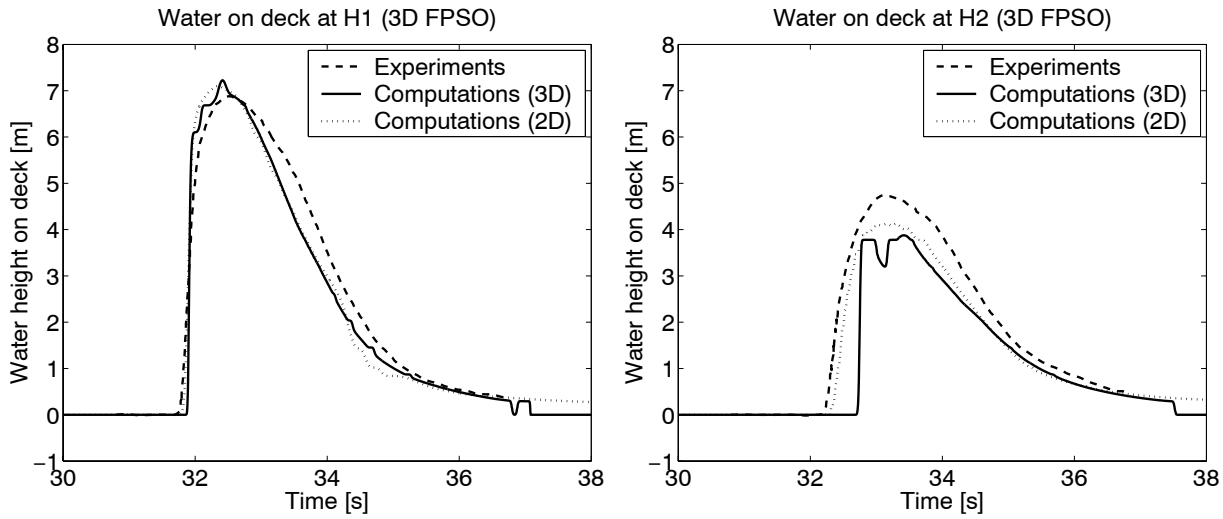 Water on deck at H1 (3D FPSO)
Water height on deck [m]
8
7
6
5
4
3
2
1
0
−1
Experiments
Computations (3D)
Computations (2D)
30
32
34
36
38
Time [s]
Water on deck at H2 (3D FPSO)
Water height on deck [m]
8
7
6
5
4
3
2
1
0
−1
Experiments
Computations (3D)
Computations (2D)
30
32
34
36
38
Time [s]